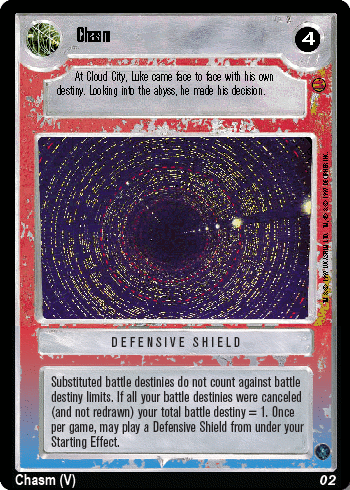 Chasm
4
At Cloud City, Luke came face to face with his own
destiny. Looking into the abyss, he made his decision.
DEFENSIVE SHIELD
Substituted battle destinies do not count against battle
destiny limits. If all your battle destinies were canceled
(and not redrawn) your total battle destiny = 1. Once
per game, may play a Defensive Shield from under your
Starting Effect.
Chasm (V)
02